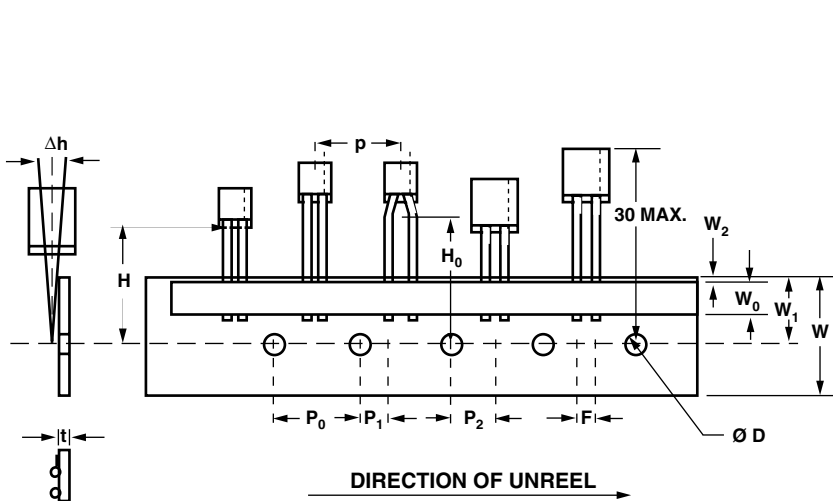 Δh
p
30 MAX.
W2
H
H0
W0
W1
W
P0
P1
P2
F
t
Ø D
DIRECTION OF UNREEL